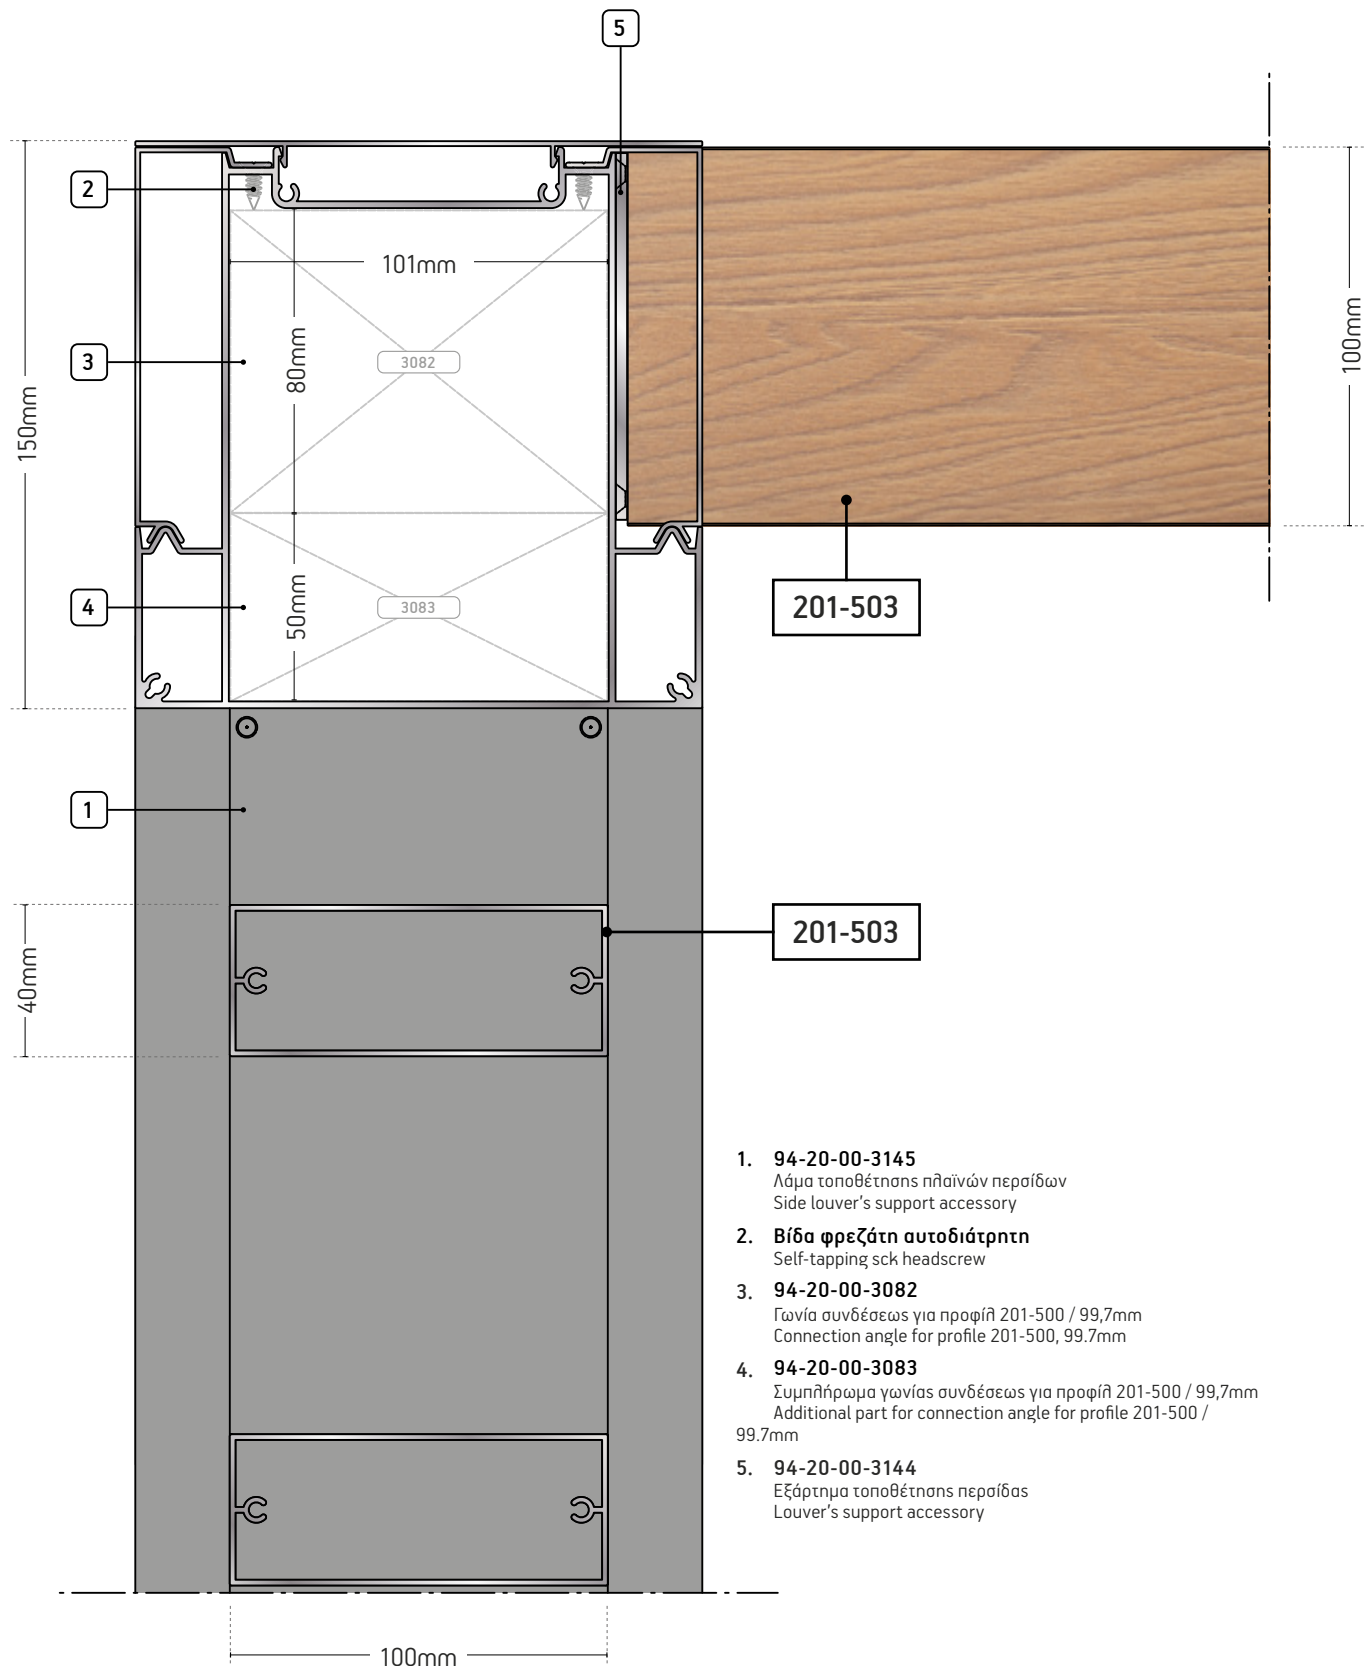 5
2
101mm
80mm
3
3082
100mm
150mm
50mm
4
3083
201-503
1
201-503
40mm
1. 94-20-00-3145
Λάμα τοποθέτησης πλαϊνών περσίδων
Side louver's support accessory
2. Βίδα φρεζάτη αυτοδιάτρητη
Self-tapping sck headscrew
3. 94-20-00-3082
Γωνία συνδέσεως για προφίλ 201-500 / 99,7mm
Connection angle for profile 201-500, 99.7mm
4. 94-20-00-3083
Συμπλήρωμα γωνίας συνδέσεως για προφίλ 201-500 / 99,7mm
Additional part for connection angle for profile 201-500 /
99.7mm
5. 94-20-00-3144
Εξάρτημα τοποθέτησης περσίδας
Louver's support accessory
100mm